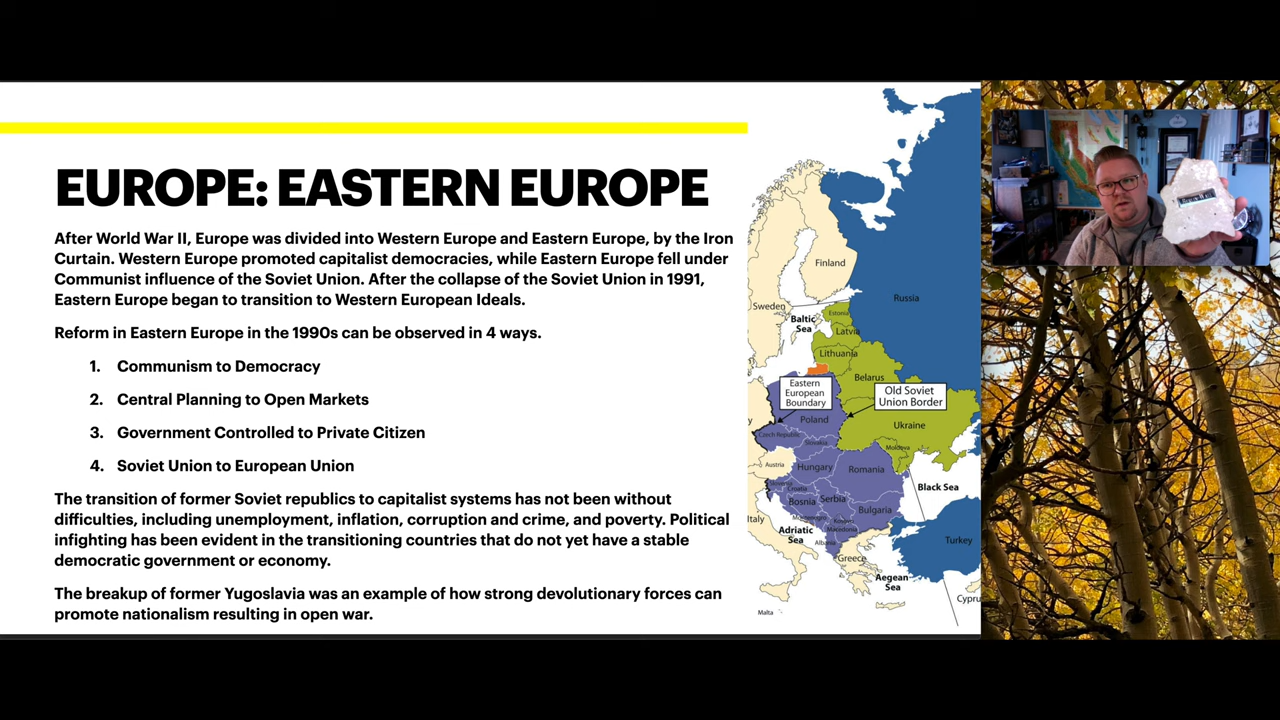 EUROPE: EASTERN EUROPE
After World War II, Europe was divided into Western Europe and Eastern Europe, by the Iron
Curtain. Western Europe promoted capitalist democracies, while Eastern Europe fell under
Communist influence of the Soviet Union. After the collapse of the Soviet Union in 1991,
Eastern Europe began to transition to Western European Ideals.
Reform in Eastern Europe in the 1990s can be observed in 4 ways.
1. Communism to Democracy
2. Central Planning to Open Markets
3. Government Controlled to Private Citizen
4. Soviet Union to European Union
The transition of former Soviet republics to capitalist systems has not been without
difficulties, including unemployment, inflation, corruption and crime, and poverty. Political
infighting has been evident in the transitioning countries that do not yet have a stable
democratic government or economy.
The breakup of former Yugoslavia was an example of how strong devolutionary forces can
promote nationalism resulting in open war.
Finland
Russia
Sweden
Estonia
Baltic
Sea
Latvia
Lithuania
Belarus
Eastern
European
Boundary
Old Soviet
Union Border
y
Poland
Ukraine
Czech Republic
Slovakia
Moldova
Austria
Hungary
Romania
Slovenia
Croatia
Black Sea
Bosnia
Serbia
Bulgaria
Italy
Montenegro
Kosovo
Macedonia
Adriatic
Sea
Albania
Turkey
Greece
Aegean
Sea
Cypru
Malta
BERLIN WALL